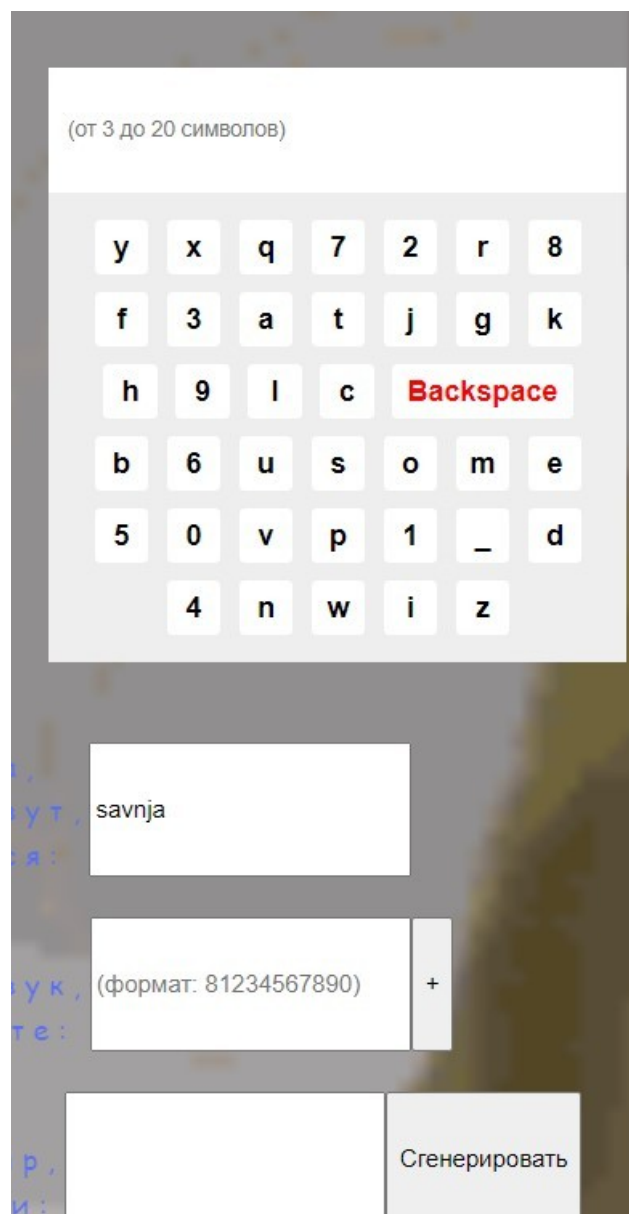 (от 3 до 20 символов)
y x q 7 2 r 8
f 3 a t j g k
h 9 l c Backspace
b 6 u s o m e
5 0 v p 1 _ d
4 n w i z
savnja
(формат: 81234567890) +
Сгенерировать